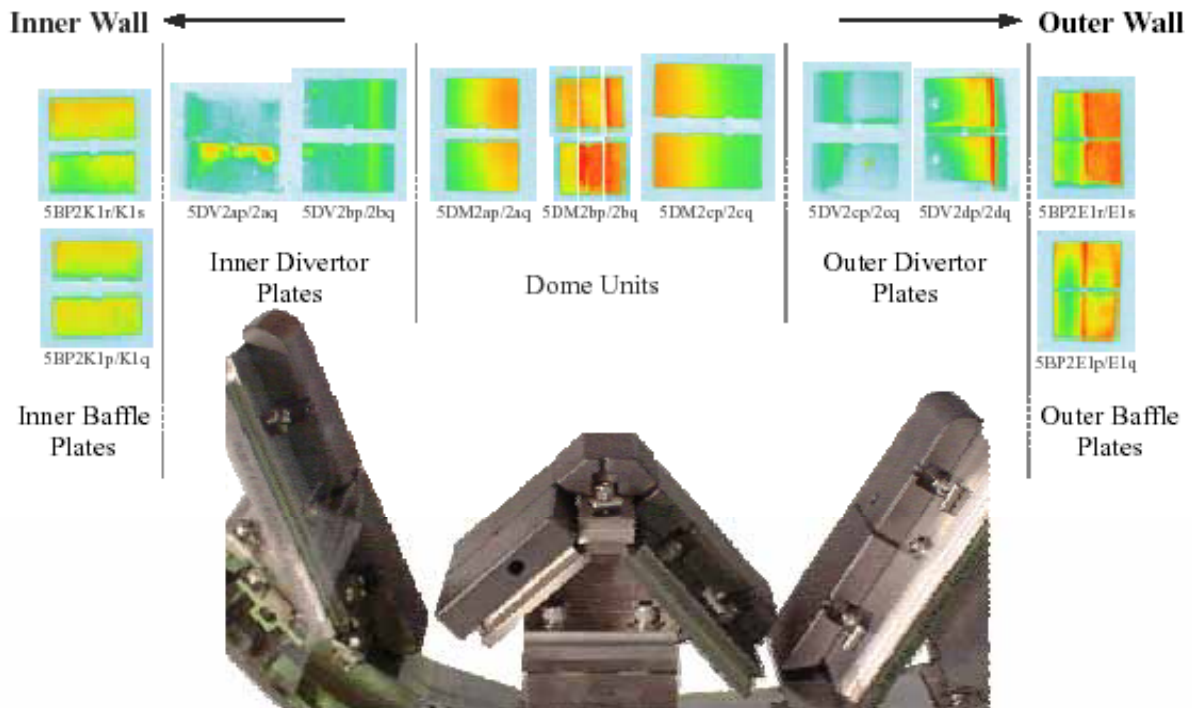 Inner Wall
Outer Wall
5BP2K1r/K1s
5DV2ap/2aq
5DV2bp/2bq
5DM2ap/2aq
5DM2bp/2bq
5DM2cp/2cq
5DV2cp/2cq
5DV2dp/2dq
5BP2E1r/E1s
Inner Divertor
Plates
Dome Units
Outer Divertor
Plates
5BP2K1p/K1q
5BP2E1p/E1q
Inner Baffle
Plates
Outer Baffle
Plates